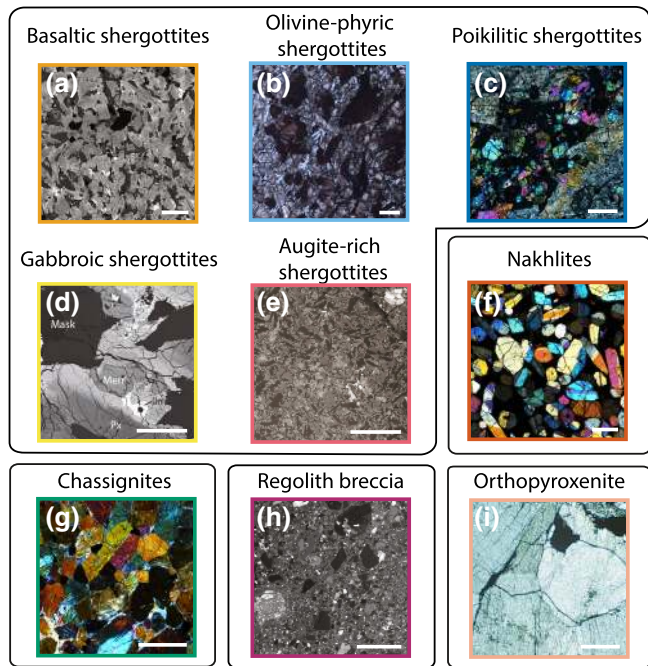 Basaltic shergottites
Olivine-phyric
shergottites
Poikilitic shergottites
(a)
(b)
(c)
Gabbroic shergottites
Augite-rich
shergottites
Nakhlites
(d)
Mask
Merr
Px
(e)
(f)
Chassignites
Regolith breccia
Orthopyroxenite
(g)
(h)
(i)